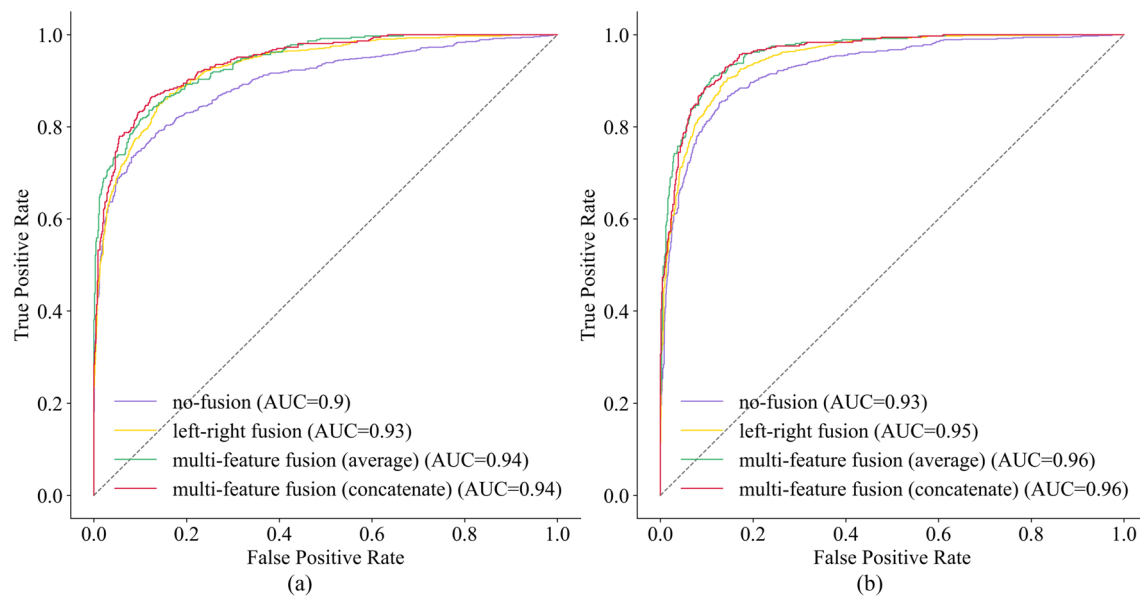 1.0
0.8
0.6
0.4
0.2
0.0
True Positive Rate
no-fusion (AUC=0.9)
left-right fusion (AUC=0.93)
multi-feature fusion (average) (AUC=0.94)
multi-feature fusion (concatenate) (AUC=0.94)
0.0 0.2 0.4 0.6 0.8 1.0
False Positive Rate
(a)
1.0
0.8
0.6
0.4
0.2
0.0
True Positive Rate
no-fusion (AUC=0.93)
left-right fusion (AUC=0.95)
multi-feature fusion (average) (AUC=0.96)
multi-feature fusion (concatenate) (AUC=0.96)
0.0 0.2 0.4 0.6 0.8 1.0
False Positive Rate
(b)